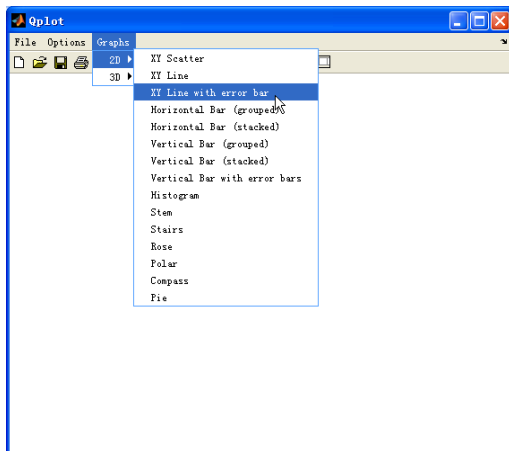 Qplot
File Options Graphs
2D
3D
XY Scatter
XY Line
XY Line with error bar
Horizontal Bar (grouped)
Horizontal Bar (stacked)
Vertical Bar (grouped)
Vertical Bar (stacked)
Vertical Bar with error bars
Histogram
Stem
Stairs
Rose
Polar
Compass
Pie